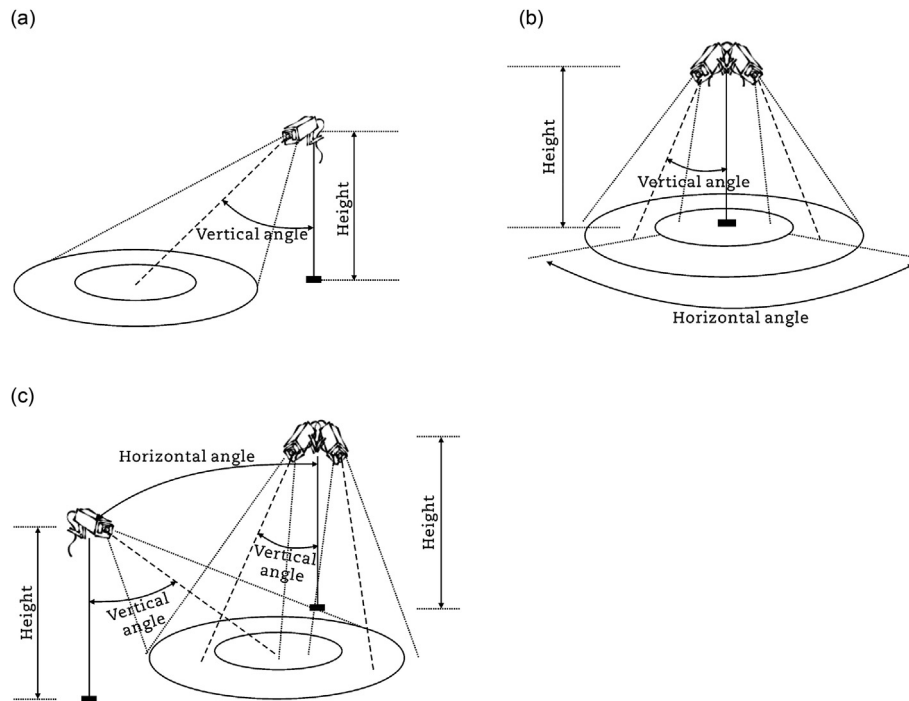 (a)
Vertical angle
Height
(b)
Height
Vertical angle
Horizontal angle
(c)
Horizontal angle
Height
Vertical
angle
Height
Vertical
angle